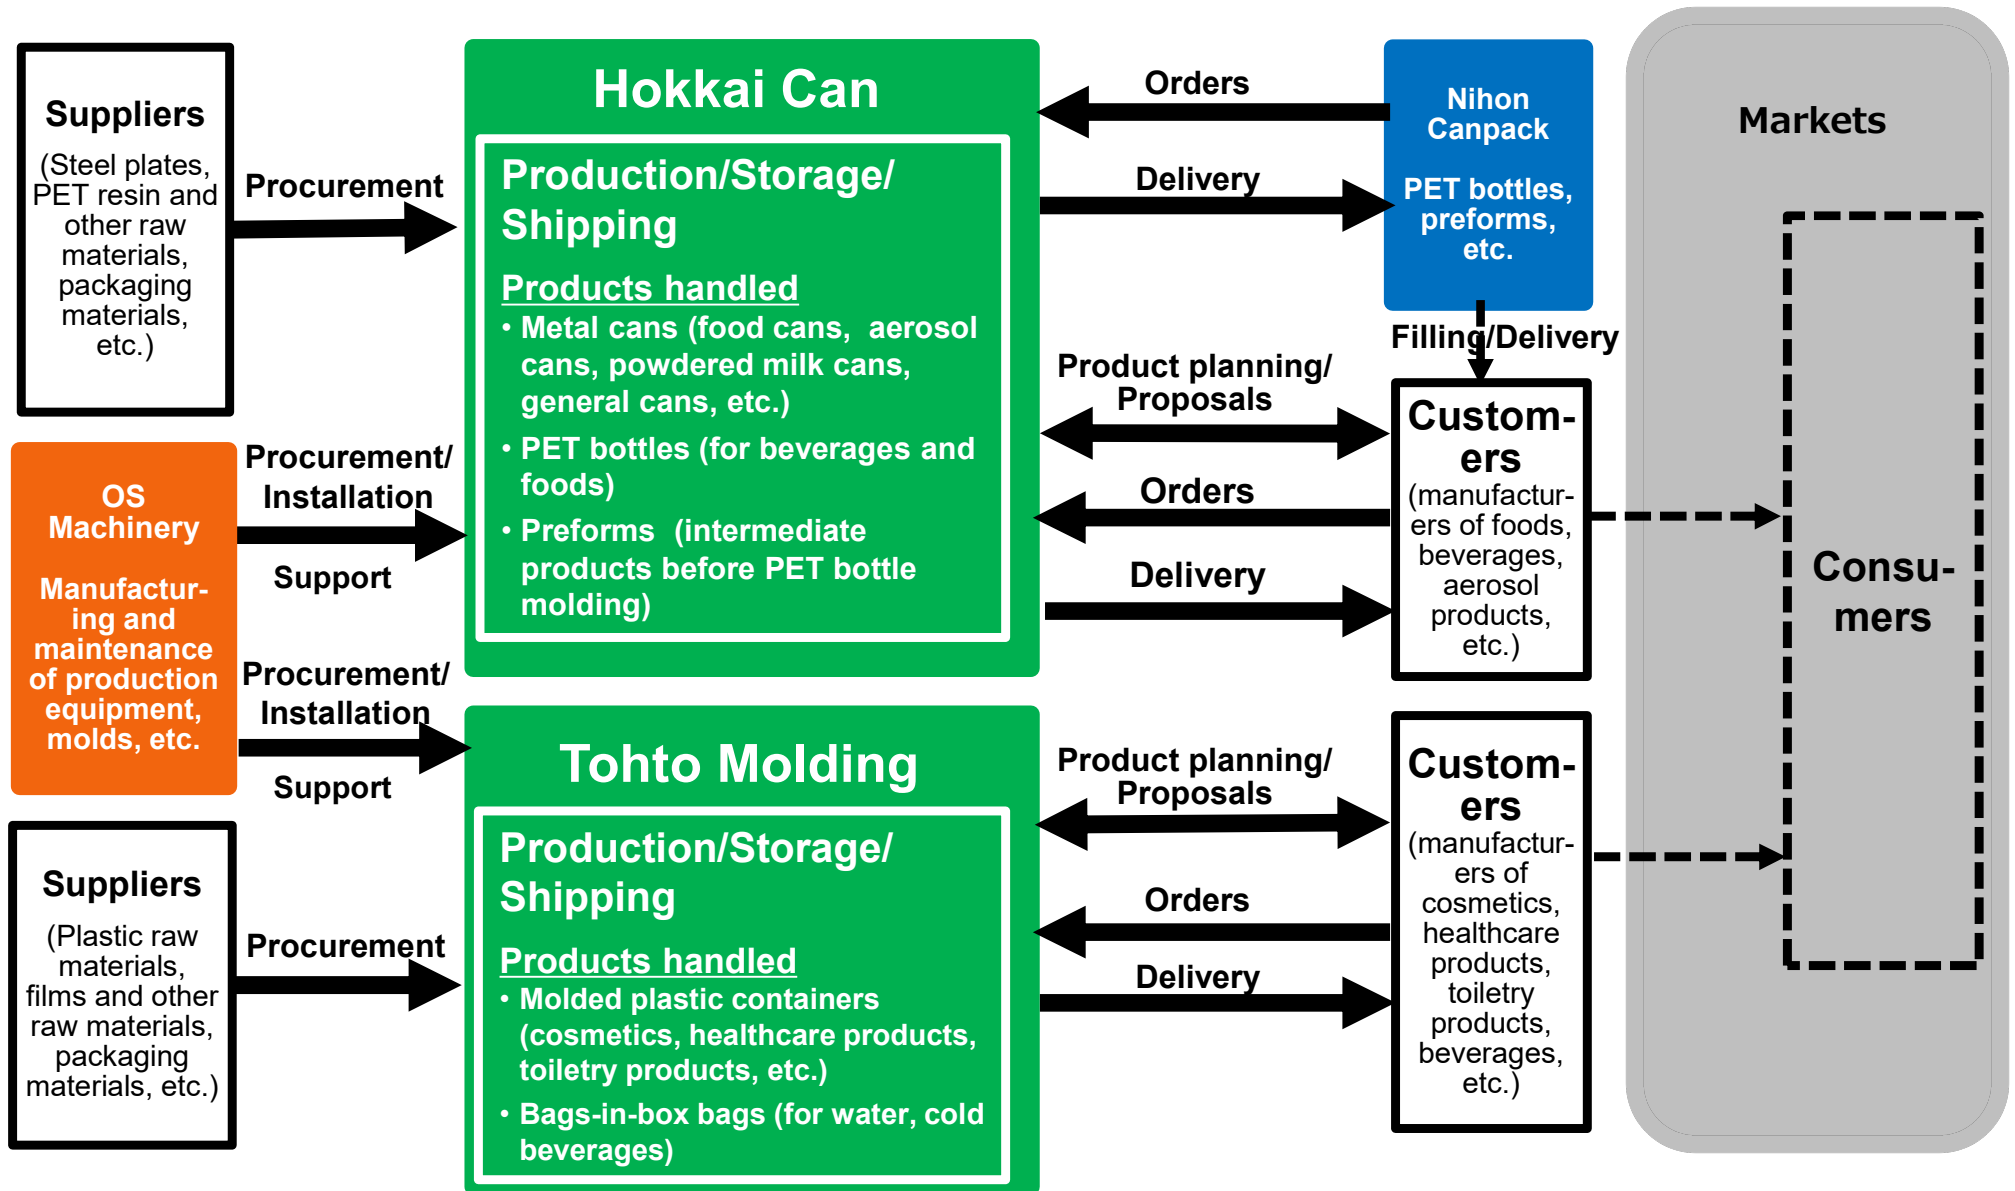 Suppliers
(Steel plates,
PET resin and
other raw
materials,
packaging
materials,
etc.)
Procurement
OS
Machinery
Manufactur-
ing and
maintenance
of production
equipment,
molds, etc.
Procurement/
Installation
Support
Procurement/
Installation
Support
Suppliers
(Plastic raw
materials,
films and other
raw materials,
packaging
materials, etc.)
Procurement
Hokkai Can
Production/Storage/
Shipping
Products handled
• Metal cans (food cans, aerosol
cans, powdered milk cans,
general cans, etc.)
• PET bottles (for beverages and
foods)
• Preforms (intermediate
products before PET bottle
molding)
Tohto Molding
Production/Storage/
Shipping
Products handled
• Molded plastic containers
(cosmetics, healthcare products,
toiletry products, etc.)
• Bags-in-box bags (for water, cold
beverages)
Orders
Delivery
Product planning/
Proposals
Orders
Delivery
Product planning/
Proposals
Orders
Delivery
Nihon
Canpack
PET bottles,
preforms,
etc.
Filling/Delivery
Custom-
ers
(manufactur-
ers of foods,
beverages,
aerosol
products,
etc.)
Custom-
ers
(manufactur-
ers of
cosmetics,
healthcare
products,
toiletry
products,
beverages,
etc.)
Markets
Consu-
mers